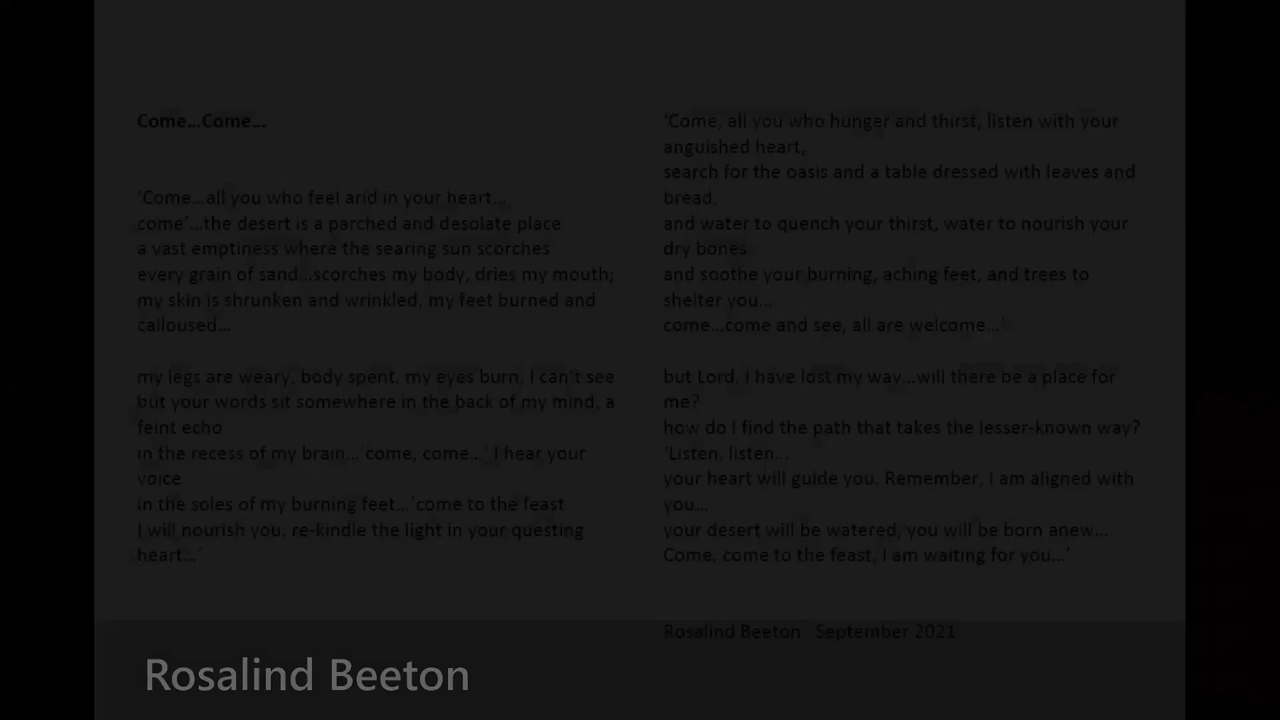 Come...Come...
‘Come...all you who feel arid in your heart...
come’...the desert is a parched and desolate place
a vast emptiness where the searing sun scorches
every grain of sand...scorches my body, dries my mouth;
my skin is shrunken and wrinkled, my feet burned and
calloused...
my legs are weary, body spent, my eyes burn, I can't see
but your words sit somewhere in the back of my mind, a
feint echo
in the recess of my brain...‘come, come...’ I hear your
voice
in the soles of my burning feet...‘come to the feast
I will nourish you, re-kindle the light in your questing
heart...’
‘Come, all you who hunger and thirst, listen with your
anguished heart,
search for the oasis and a table dressed with leaves and
bread,
and water to quench your thirst, water to nourish your
dry bones
and soothe your burning, aching feet, and trees to
shelter you...
come...come and see, all are welcome...’
but Lord, I have lost my way...will there be a place for
me?
how do I find the path that takes the lesser-known way?
‘Listen, listen...
your heart will guide you. Remember, I am aligned with
you...
your desert will be watered, you will be born anew...
Come, come to the feast, I am waiting for you...’
Rosalind Beeton September 2021
Rosalind Beeton